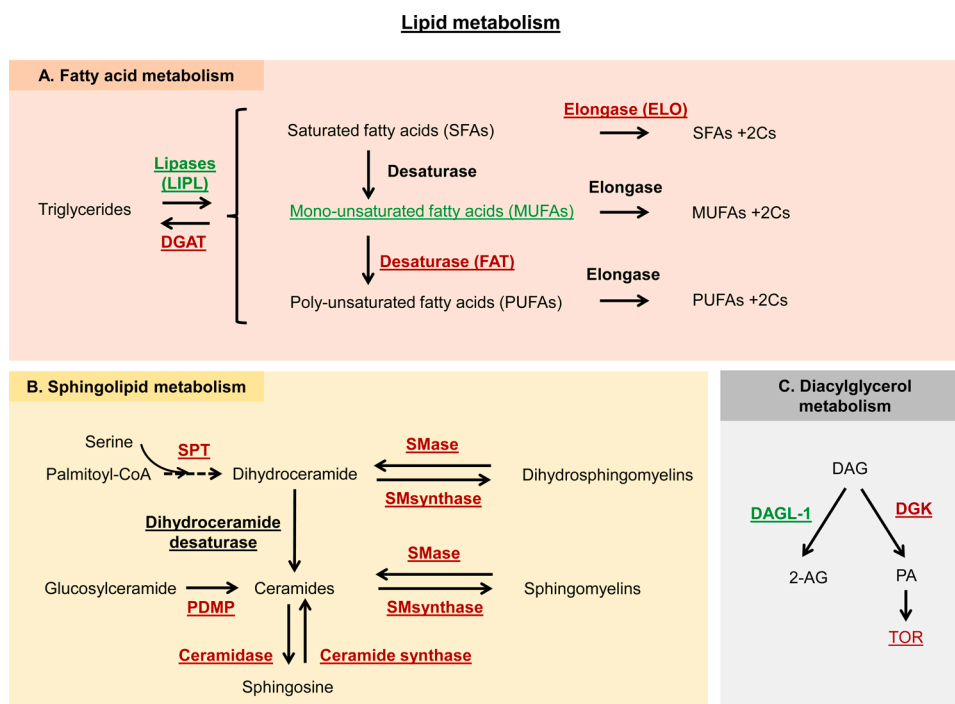 Lipid metabolism
A. Fatty acid metabolism
Elongase (ELO)
Saturated fatty acids (SFAs)
SFAs +2Cs
Lipases
(LIPL)
Desaturase
Elongase
Triglycerides
Mono-unsaturated fatty acids (MUFAs)
MUFAs +2Cs
DGAT
Desaturase (FAT)
Elongase
Poly-unsaturated fatty acids (PUFAs)
PUFAs +2Cs
B. Sphingolipid metabolism
Serine
SPT
SMase
Palmitoyl-CoA
Dihydroceramide
Dihydrosphingomyelins
SMsynthase
Dihydroceramide
desaturase
SMase
Glucosylceramide
Ceramides
Sphingomyelins
PDMP
SMsynthase
Ceramidase
Ceramide synthase
Sphingosine
C. Diacylglycerol
metabolism
DAG
DAGL-1
DGK
2-AG
PA
TOR